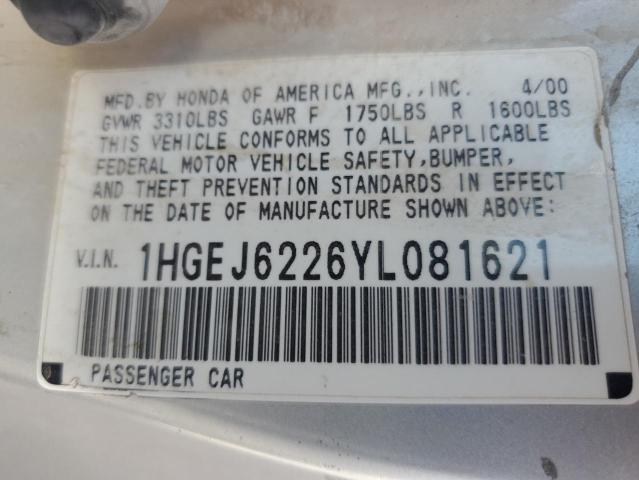 MFD. BY HONDA OF AMERICA MFG., INC. 4/00
GVWR 3310LBS GAWR F 1750LBS R 1600LBS
THIS VEHICLE CONFORMS TO ALL APPLICABLE
FEDERAL MOTOR VEHICLE SAFETY, BUMPER,
AND THEFT PREVENTION STANDARDS IN EFFECT
ON THE DATE OF MANUFACTURE SHOWN ABOVE:
V.I.N. 1HGEJ6226YL081621
PASSENGER CAR